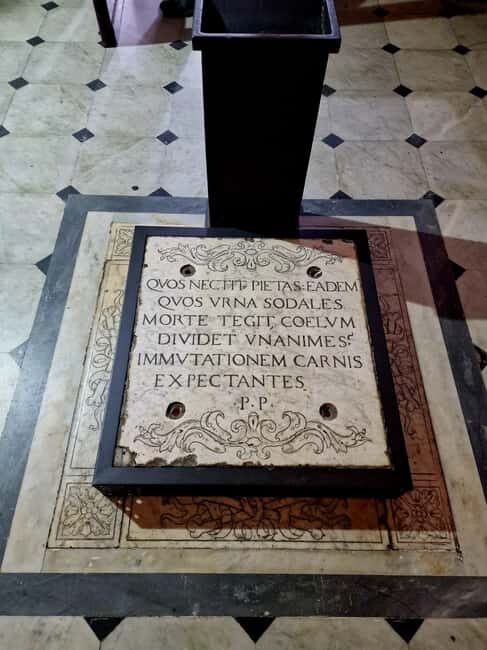 QVOS NECTIT PIETAS: EADEM
QVOS VRNA SODALES
MORTE TEGIT, COELVM
DIVIDET VNANIMES
IMMVTATIONEM CARNIS
EXPECTANTES
P. P.